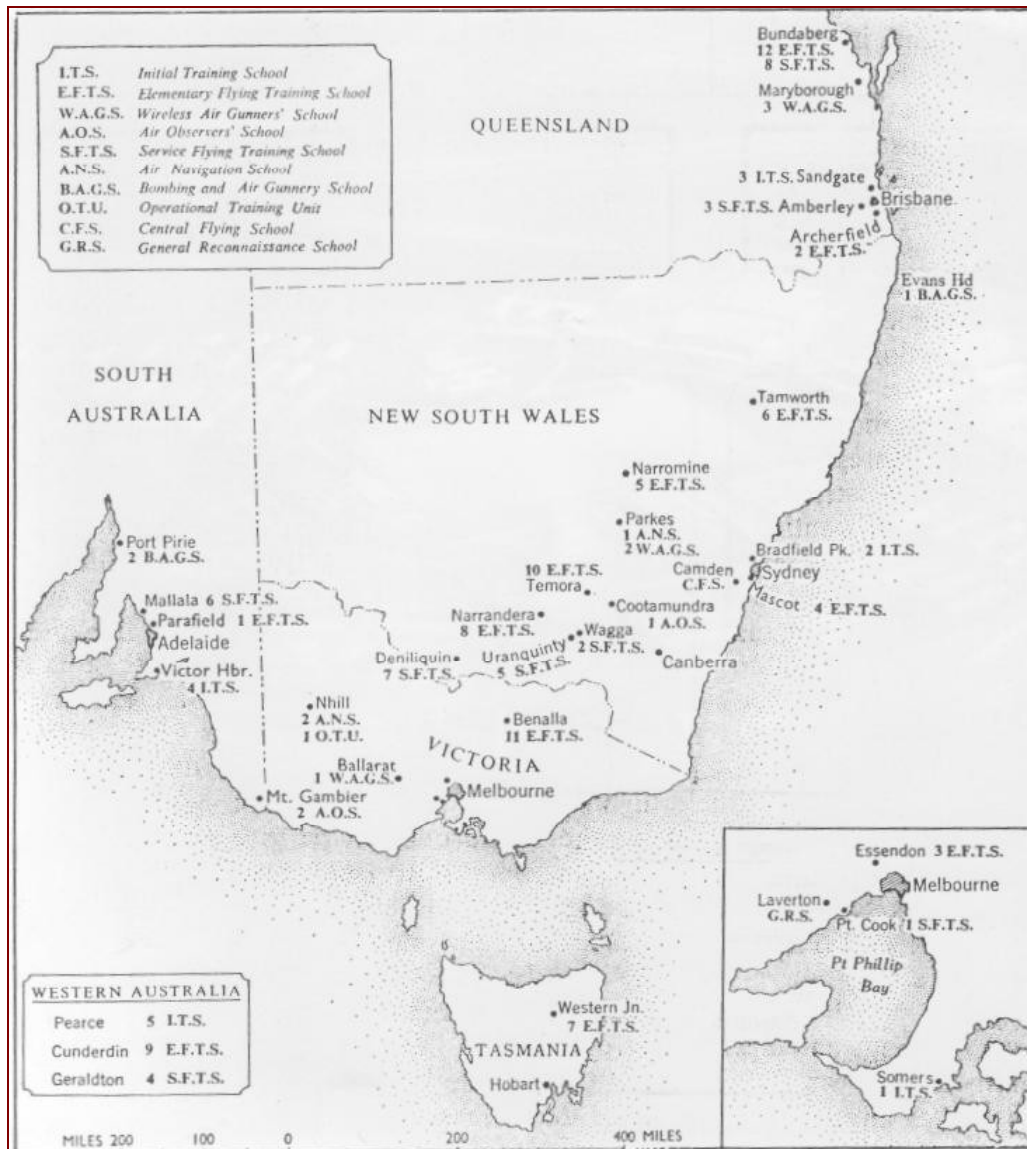 I.T.S. Initial Training School
E.F.T.S. Elementary Flying Training School
W.A.G.S. Wireless Air Gunners' School
A.O.S. Air Observers' School
S.F.T.S. Service Flying Training School
A.N.S. Air Navigation School
B.A.G.S. Bombing and Air Gunnery School
O.T.U. Operational Training Unit
C.F.S. Central Flying School
G.R.S. General Reconnaissance School
Bundaberg
12 E.F.T.S.
8 S.F.T.S.
Maryborough
3 W.A.G.S.
QUEENSLAND
3 I.T.S. Sandgate
Brisbane
3 S.F.T.S. Amberley
Archerfield
2 E.F.T.S.
Evans Hd
1 B.A.G.S.
SOUTH
AUSTRALIA
NEW SOUTH WALES
Tamworth
6 E.F.T.S.
Narromine
5 E.F.T.S.
Parkes
1 A.N.S.
2 W.A.G.S.
Port Pirie
2 B.A.G.S.
Bradfield Pk. 2 I.T.S.
Sydney
Camden
C.F.S.
Mascot 4 E.F.T.S.
10 E.F.T.S.
Temora
Cootamundra
1 A.O.S.
Mallala 6 S.F.T.S.
Parafield 1 E.F.T.S.
Adelaide
Victor Hbr.
4 I.T.S.
Narrandera
8 E.F.T.S.
Wagga
2 S.F.T.S.
Uranquinty
5 S.F.T.S.
Canberra
Deniliquin
7 S.F.T.S.
Nhill
2 A.N.S.
1 O.T.U.
Benalla
11 E.F.T.S.
VICTORIA
Ballarat
1 W.A.G.S.
Melbourne
Mt. Gambier
2 A.O.S.
Essendon 3 E.F.T.S.
Melbourne
Laverton
G.R.S.
Pt. Cook 1 S.F.T.S.
Pt Phillip
Bay
Somers
1 I.T.S.
WESTERN AUSTRALIA
Pearce 5 I.T.S.
Cunderdin 9 E.F.T.S.
Geraldton 4 S.F.T.S.
Western Jn.
7 E.F.T.S.
TASMANIA
Hobart
MILES 200 100 0 200 400 MILES